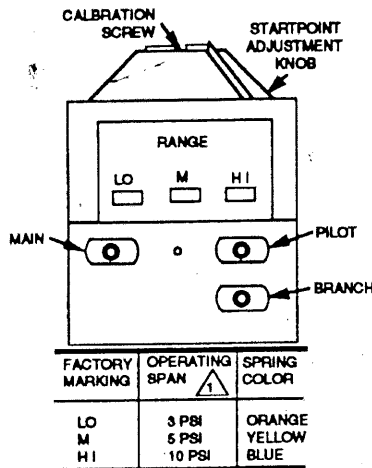 CALBRATION
SCREW
STARTPOINT
ADJUSTMENT
KNOB
RANGE
LO M HI
MAIN
PILOT
BRANCH
FACTORY MARKING OPERATING SPAN 1 SPRING COLOR
LO 3 PSI ORANGE
M 5 PSI YELLOW
HI 10 PSI BLUE